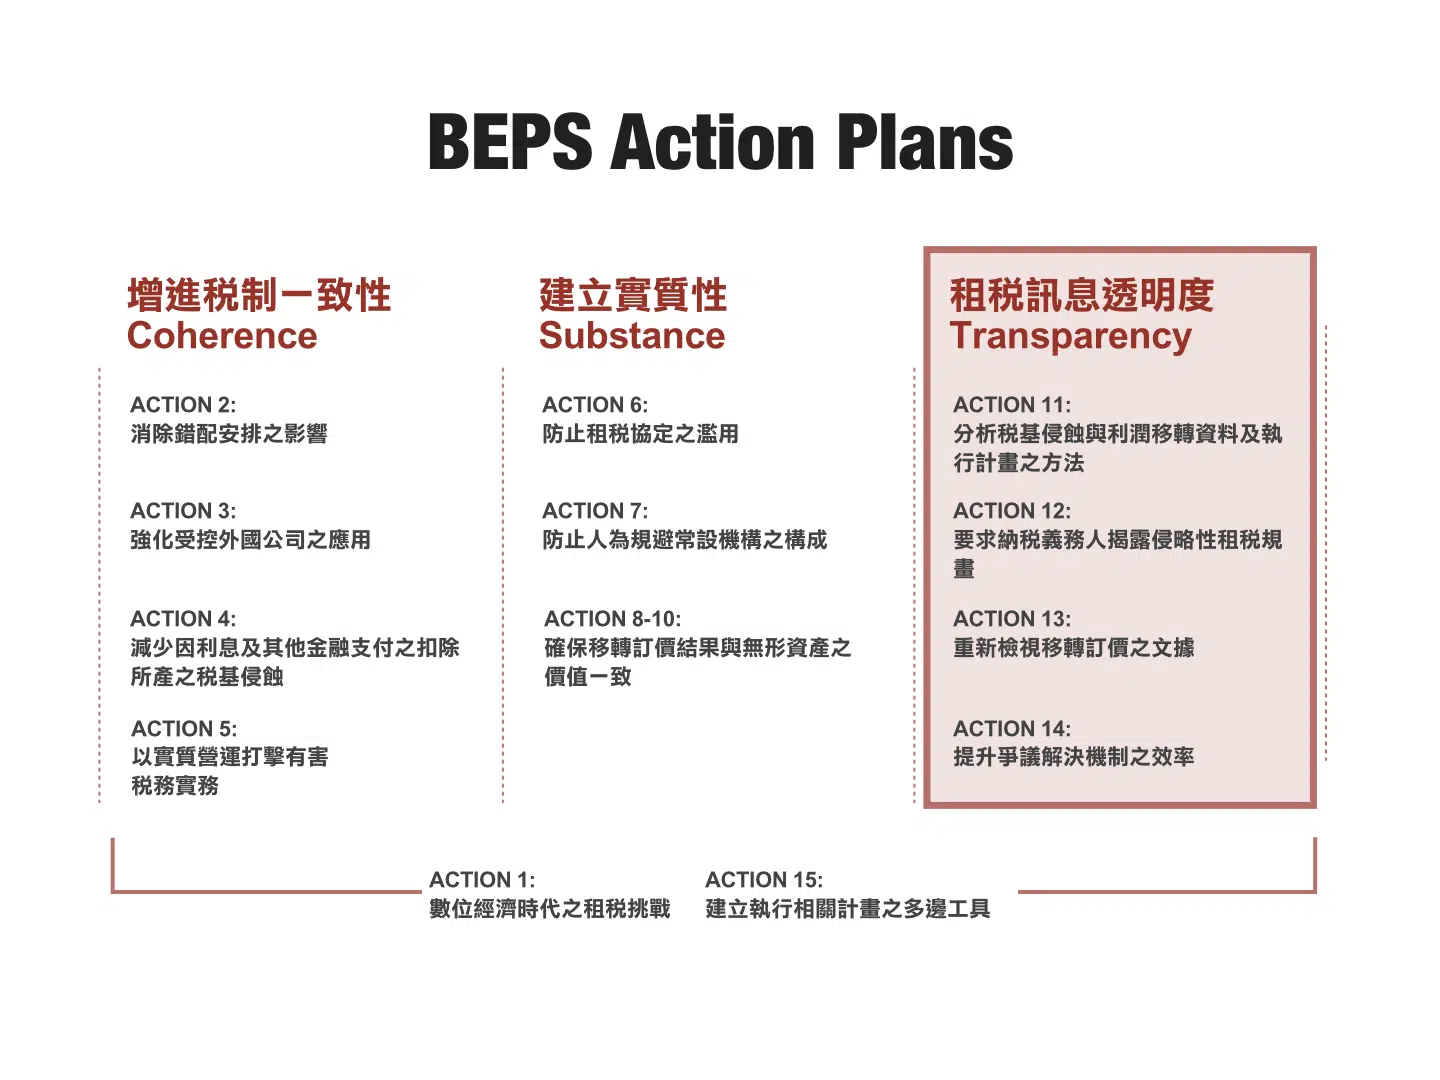 BEPS Action Plans
增進税制一致性
Coherence
ACTION 2:
消除錯配安排之影響
ACTION 3:
強化受控外國公司之應用
ACTION 4:
減少因利息及其他金融支付之扣除
所產之税基侵蝕
ACTION 5:
以實質營運打擊有害
税務實務
建立實質性
Substance
ACTION 6:
防止租税協定之濫用
ACTION 7:
防止人為規避常設機構之構成
ACTION 8-10:
確保移轉訂價結果與無形資產之
價值一致
租税訊息透明度
Transparency
ACTION 11:
分析税基侵蝕與利潤移轉資料及執
行計畫之方法
ACTION 12:
要求納税義務人揭露侵略性租税規
畫
ACTION 13:
重新檢視移轉訂價之文據
ACTION 14:
提升爭議解決機制之效率
ACTION 1:
數位經濟時代之租税挑戰
ACTION 15:
建立執行相關計畫之多邊工具